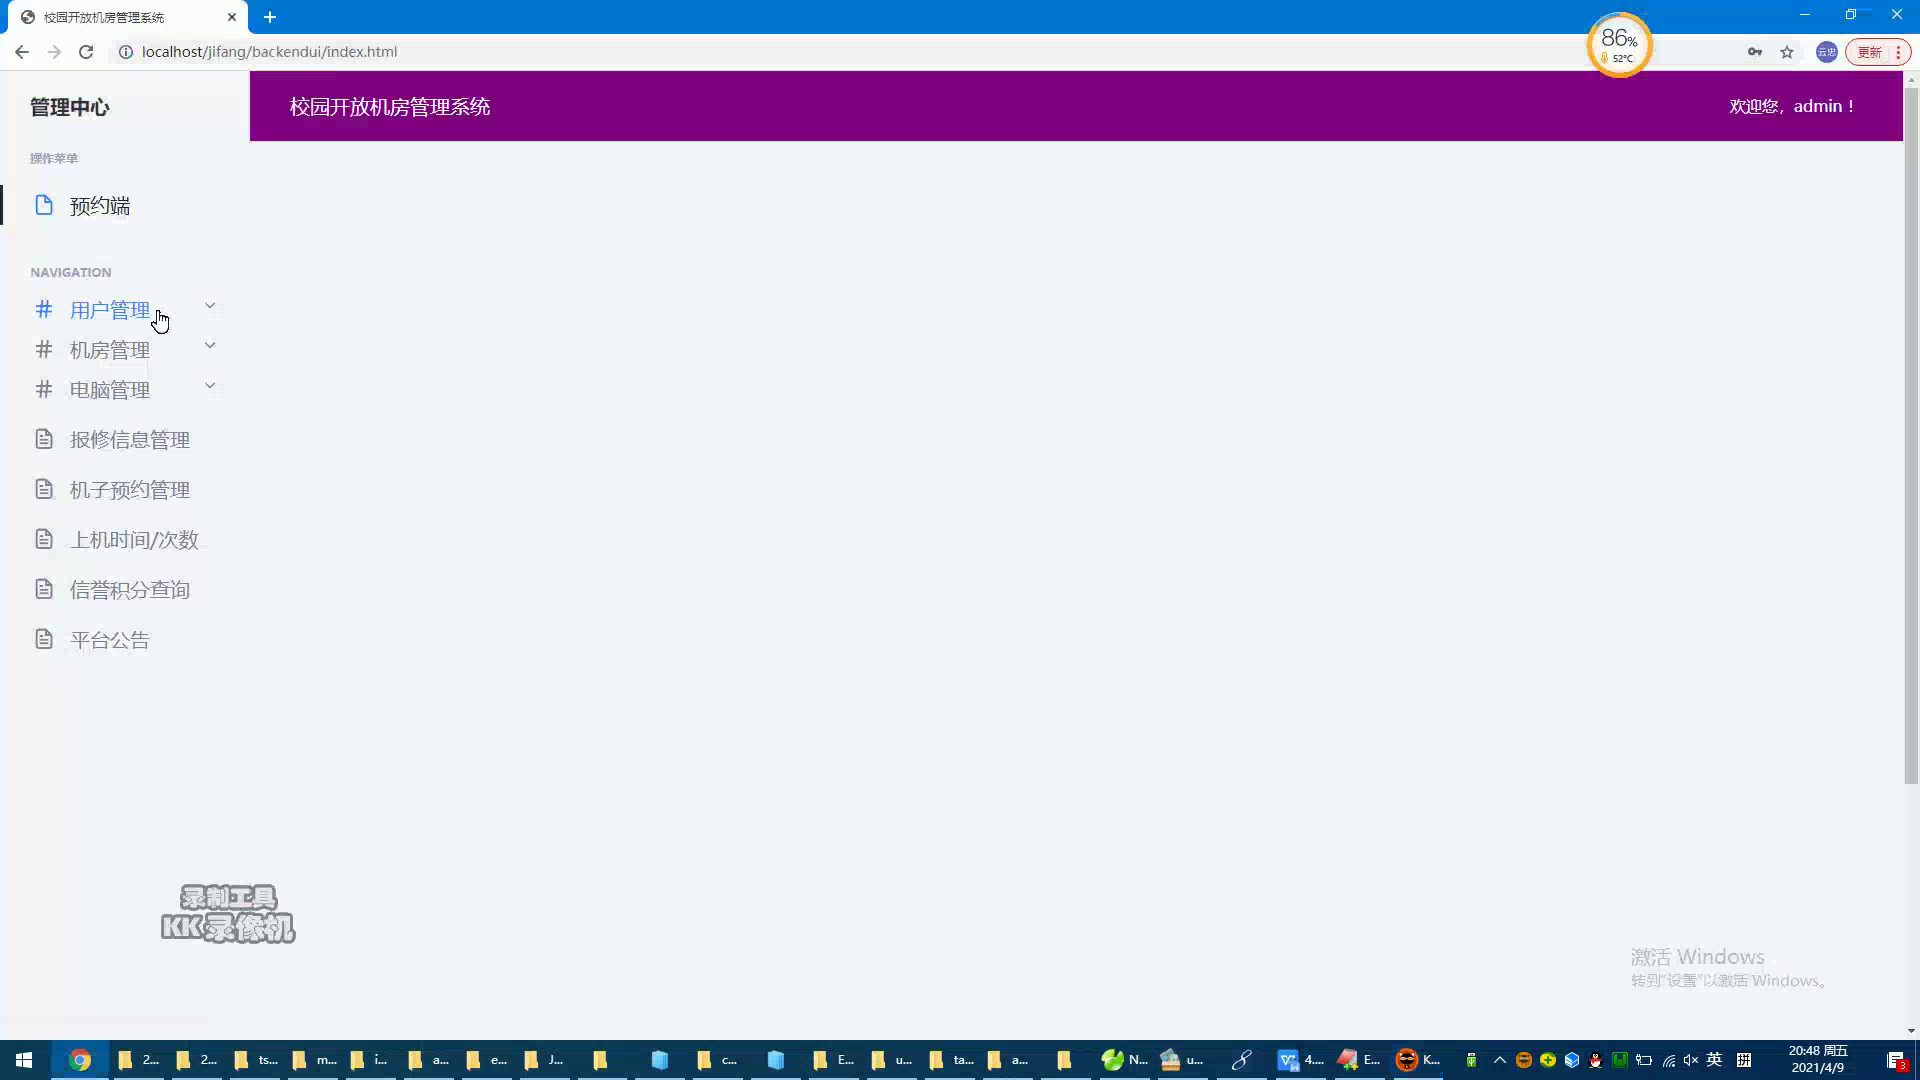 校园开放机房管理系统
localhost/jifang/backendui/index.html
86%
52°C
云忠
更新
管理中心
校园开放机房管理系统
欢迎您，admin！
操作菜单
预约端
NAVIGATION
用户管理
机房管理
电脑管理
报修信息管理
机子预约管理
上机时间/次数
信誉积分查询
平台公告
录制工具
KK录像机
激活 Windows
转到“设置”以激活 Windows。
2... 2... ts... m... i... a... e... J... c... E... u... ta... a... N... u... 4.... E... K... 英 拼
20:48 周五
2021/4/9
3